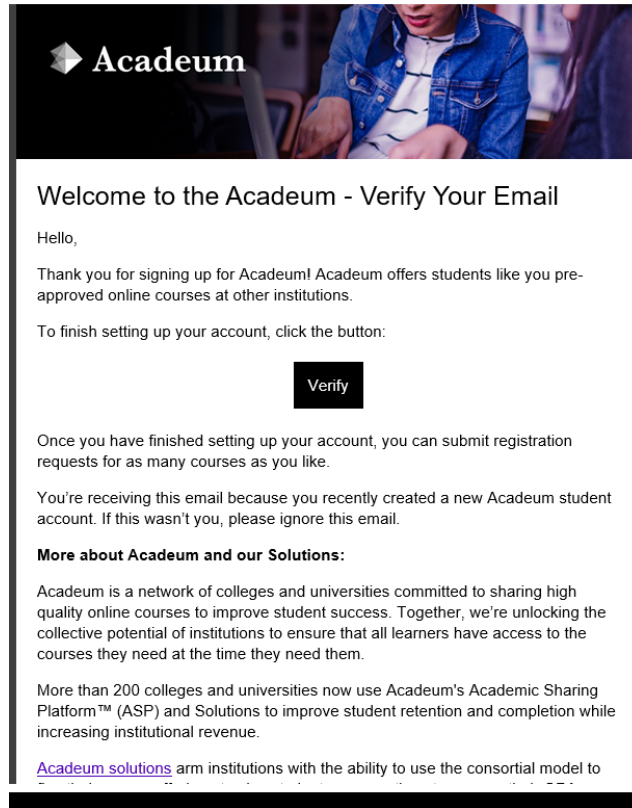 Acadeum
Welcome to the Acadeum - Verify Your Email
Hello,
Thank you for signing up for Acadeum! Acadeum offers students like you pre-
approved online courses at other institutions.
To finish setting up your account, click the button:
Verify
Once you have finished setting up your account, you can submit registration
requests for as many courses as you like.
You're receiving this email because you recently created a new Acadeum student
account. If this wasn't you, please ignore this email.
More about Acadeum and our Solutions:
Acadeum is a network of colleges and universities committed to sharing high
quality online courses to improve student success. Together, we're unlocking the
collective potential of institutions to ensure that all learners have access to the
courses they need at the time they need them.
More than 200 colleges and universities now use Acadeum's Academic Sharing
Platform™ (ASP) and Solutions to improve student retention and completion while
increasing institutional revenue.
Acadeum solutions arm institutions with the ability to use the consortial model to